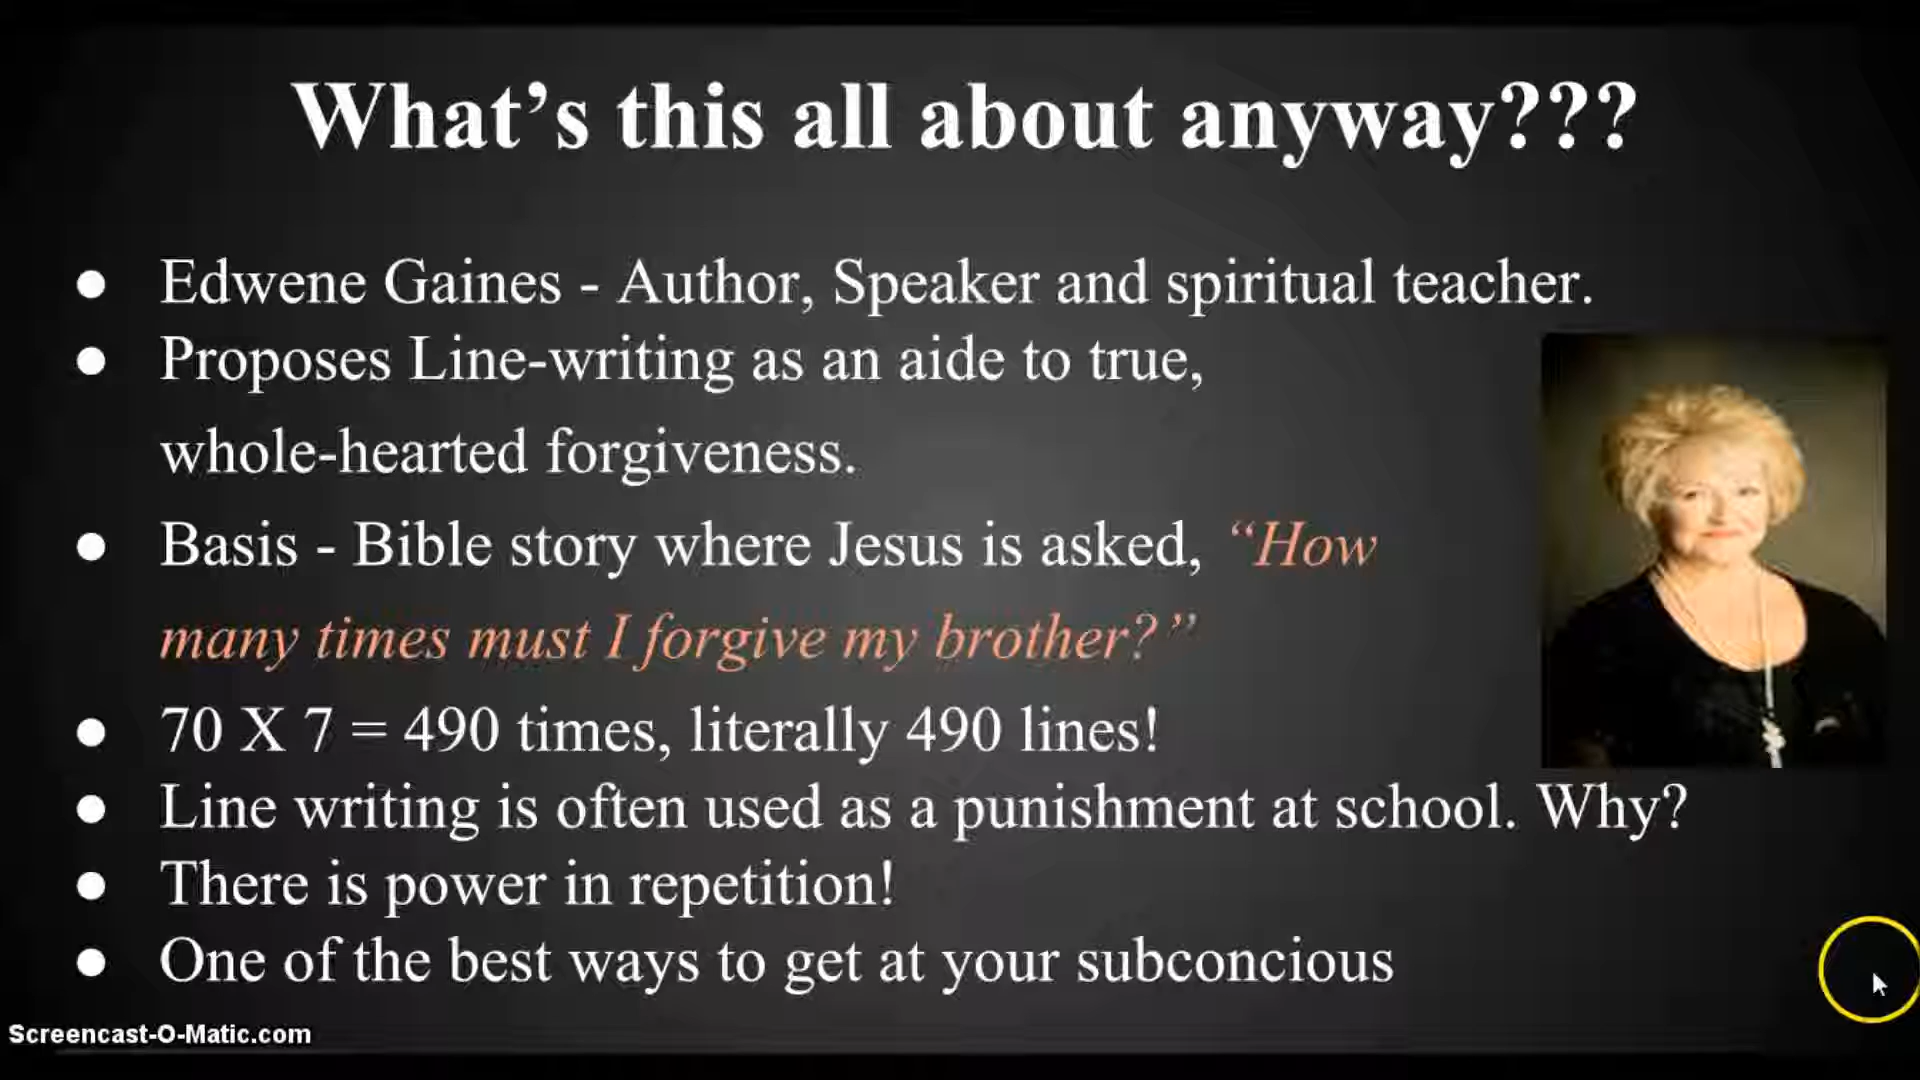 What’s this all about anyway???
● Edwene Gaines - Author, Speaker and spiritual teacher.
● Proposes Line-writing as an aide to true,
whole-hearted forgiveness.
● Basis - Bible story where Jesus is asked, “How
many times must I forgive my brother?”
● 70 X 7 = 490 times, literally 490 lines!
● Line writing is often used as a punishment at school. Why?
● There is power in repetition!
● One of the best ways to get at your subconcious
Screencast-O-Matic.com